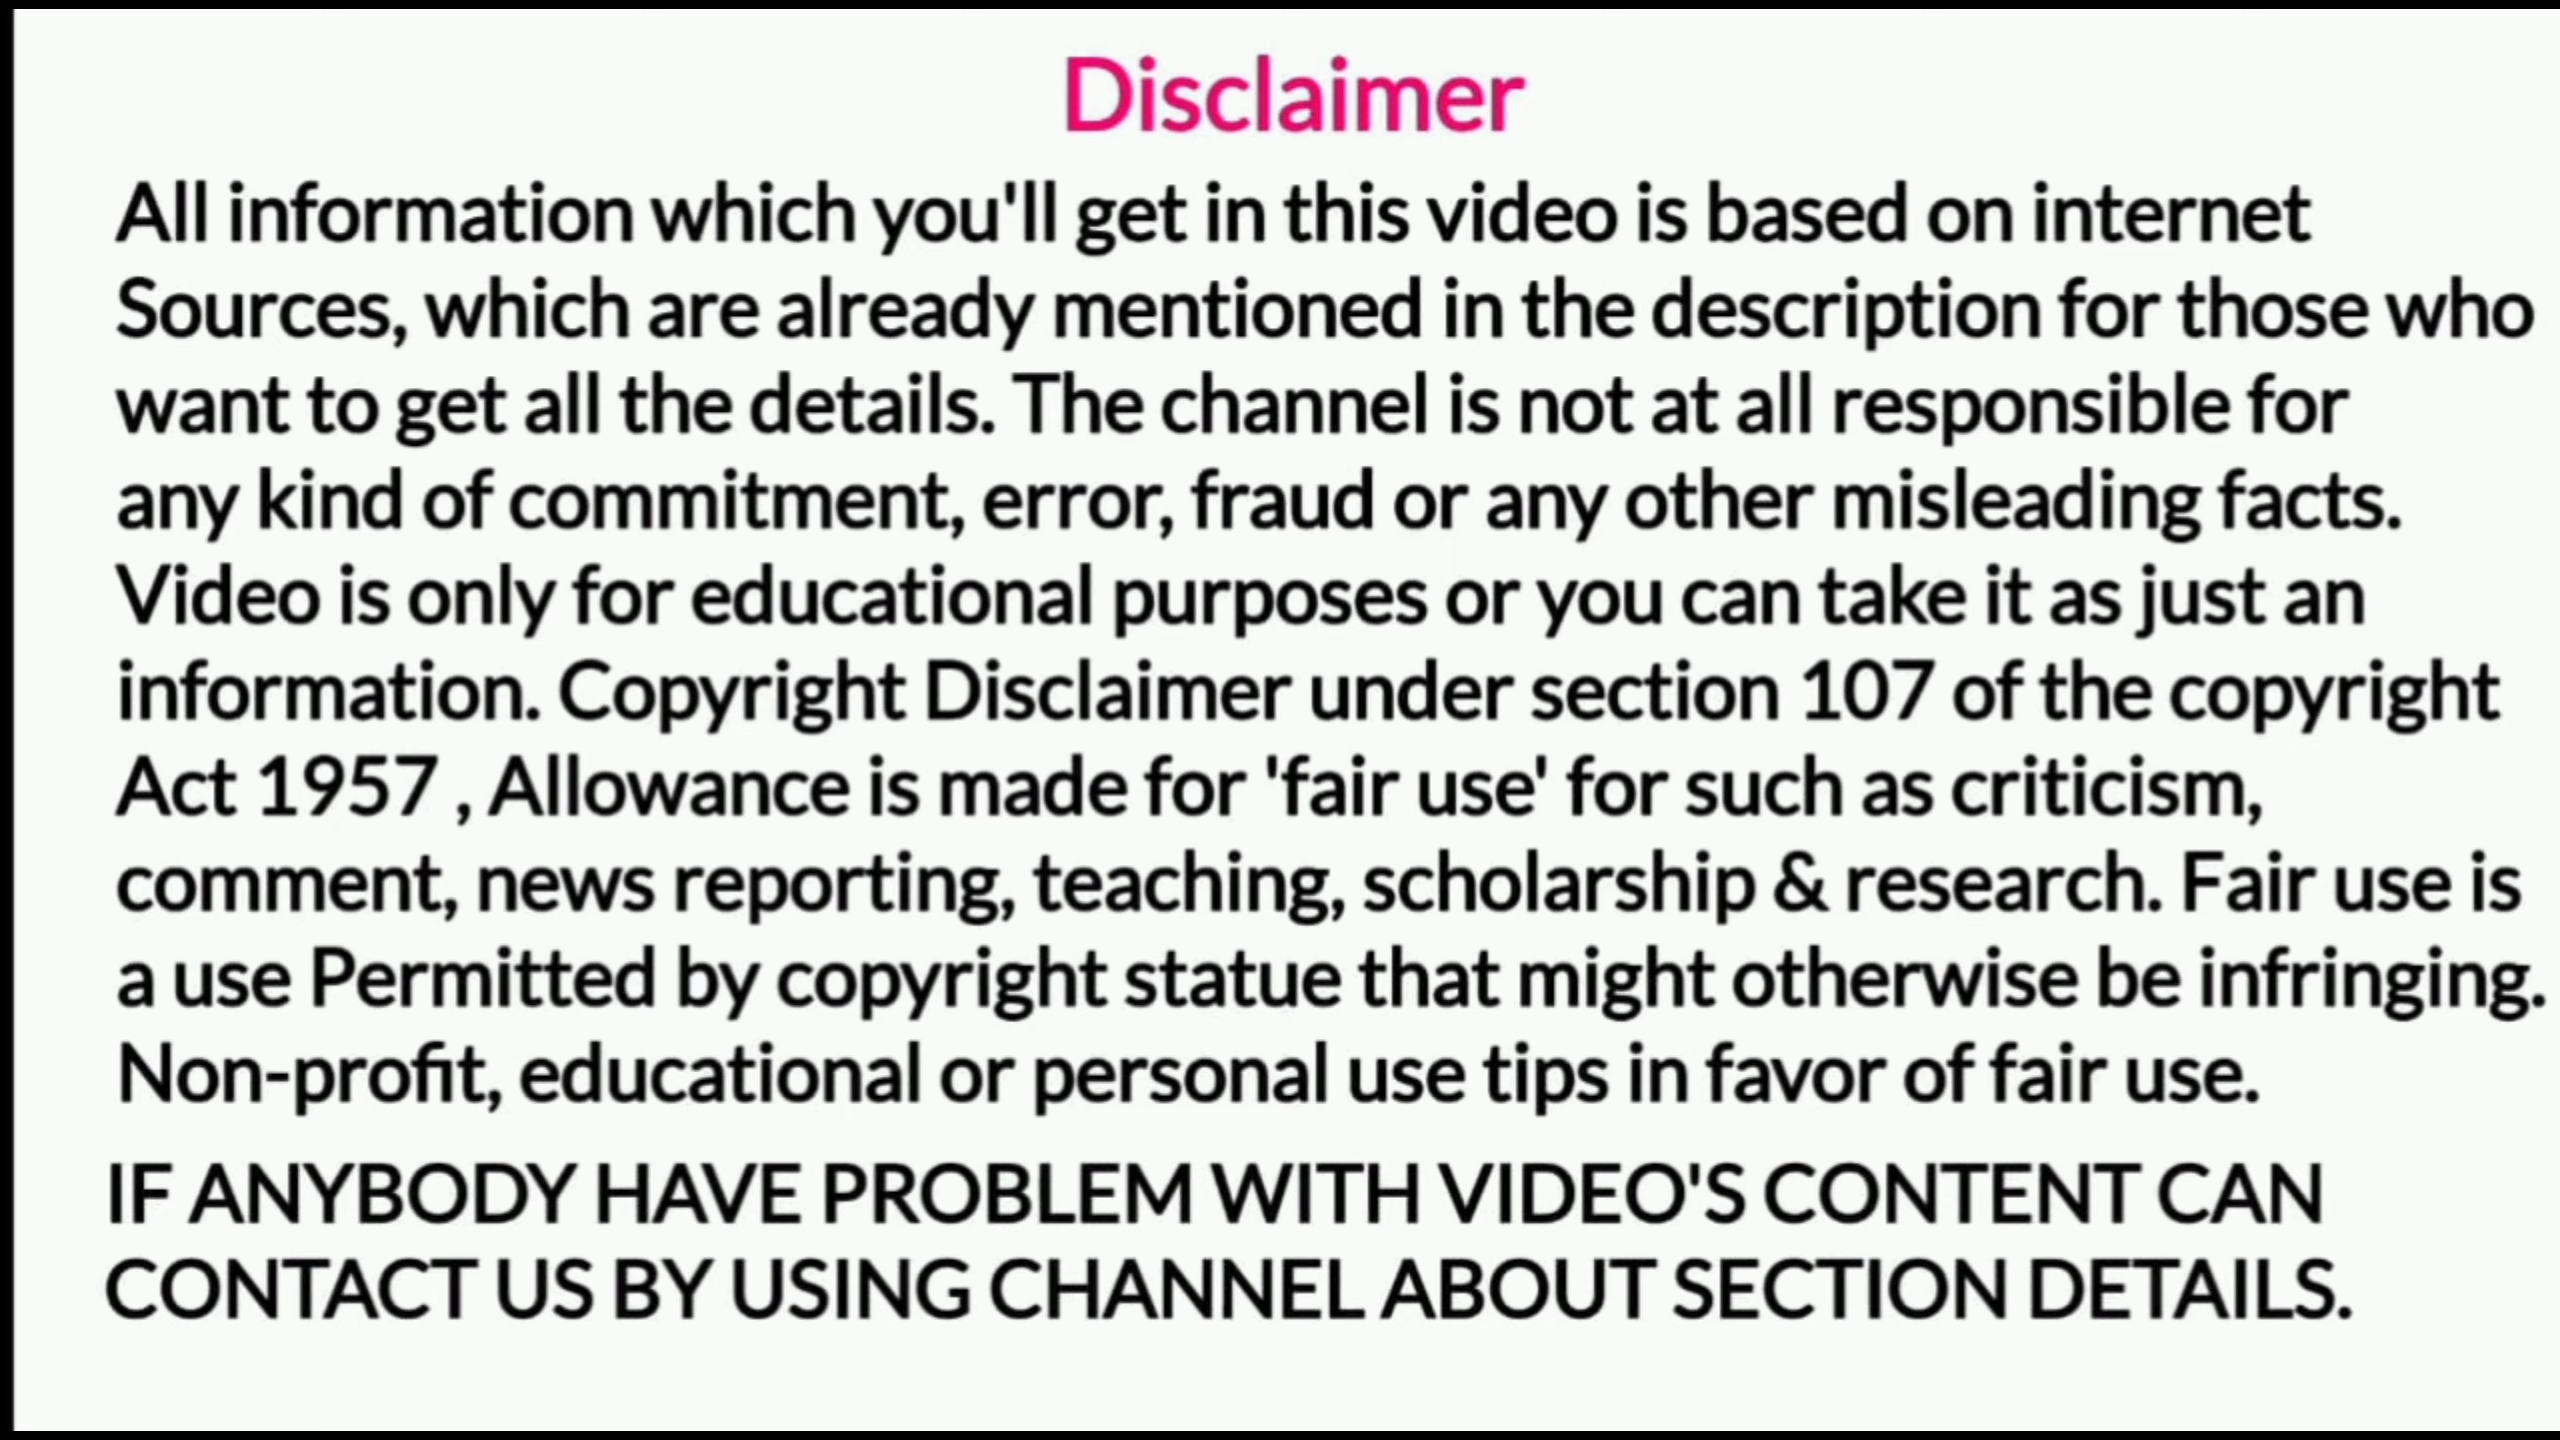 Disclaimer
All information which you'll get in this video is based on internet
Sources, which are already mentioned in the description for those who
want to get all the details. The channel is not at all responsible for
any kind of commitment, error, fraud or any other misleading facts.
Video is only for educational purposes or you can take it as just an
information. Copyright Disclaimer under section 107 of the copyright
Act 1957 , Allowance is made for 'fair use' for such as criticism,
comment, news reporting, teaching, scholarship & research. Fair use is
a use Permitted by copyright statue that might otherwise be infringing.
Non-profit, educational or personal use tips in favor of fair use.
IF ANYBODY HAVE PROBLEM WITH VIDEO'S CONTENT CAN
CONTACT US BY USING CHANNEL ABOUT SECTION DETAILS.